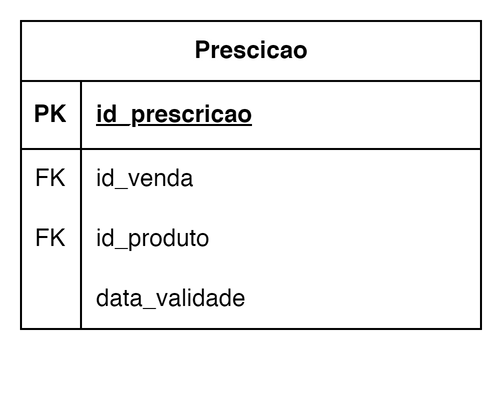 Prescicao
PK id_prescricao
FK id_venda
FK id_produto
data_validade